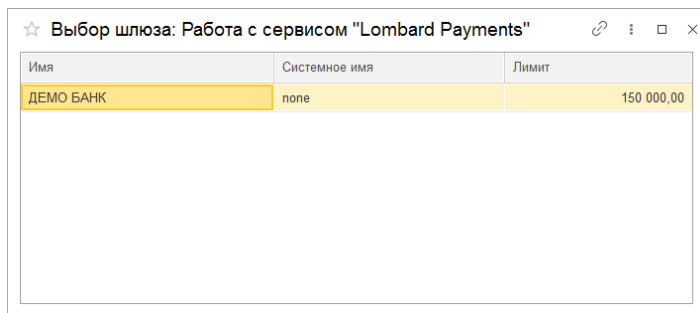 Выбор шлюза: Работа с сервисом "Lombard Payments"
Имя Системное имя Лимит
ДЕМО БАНК none 150 000,00